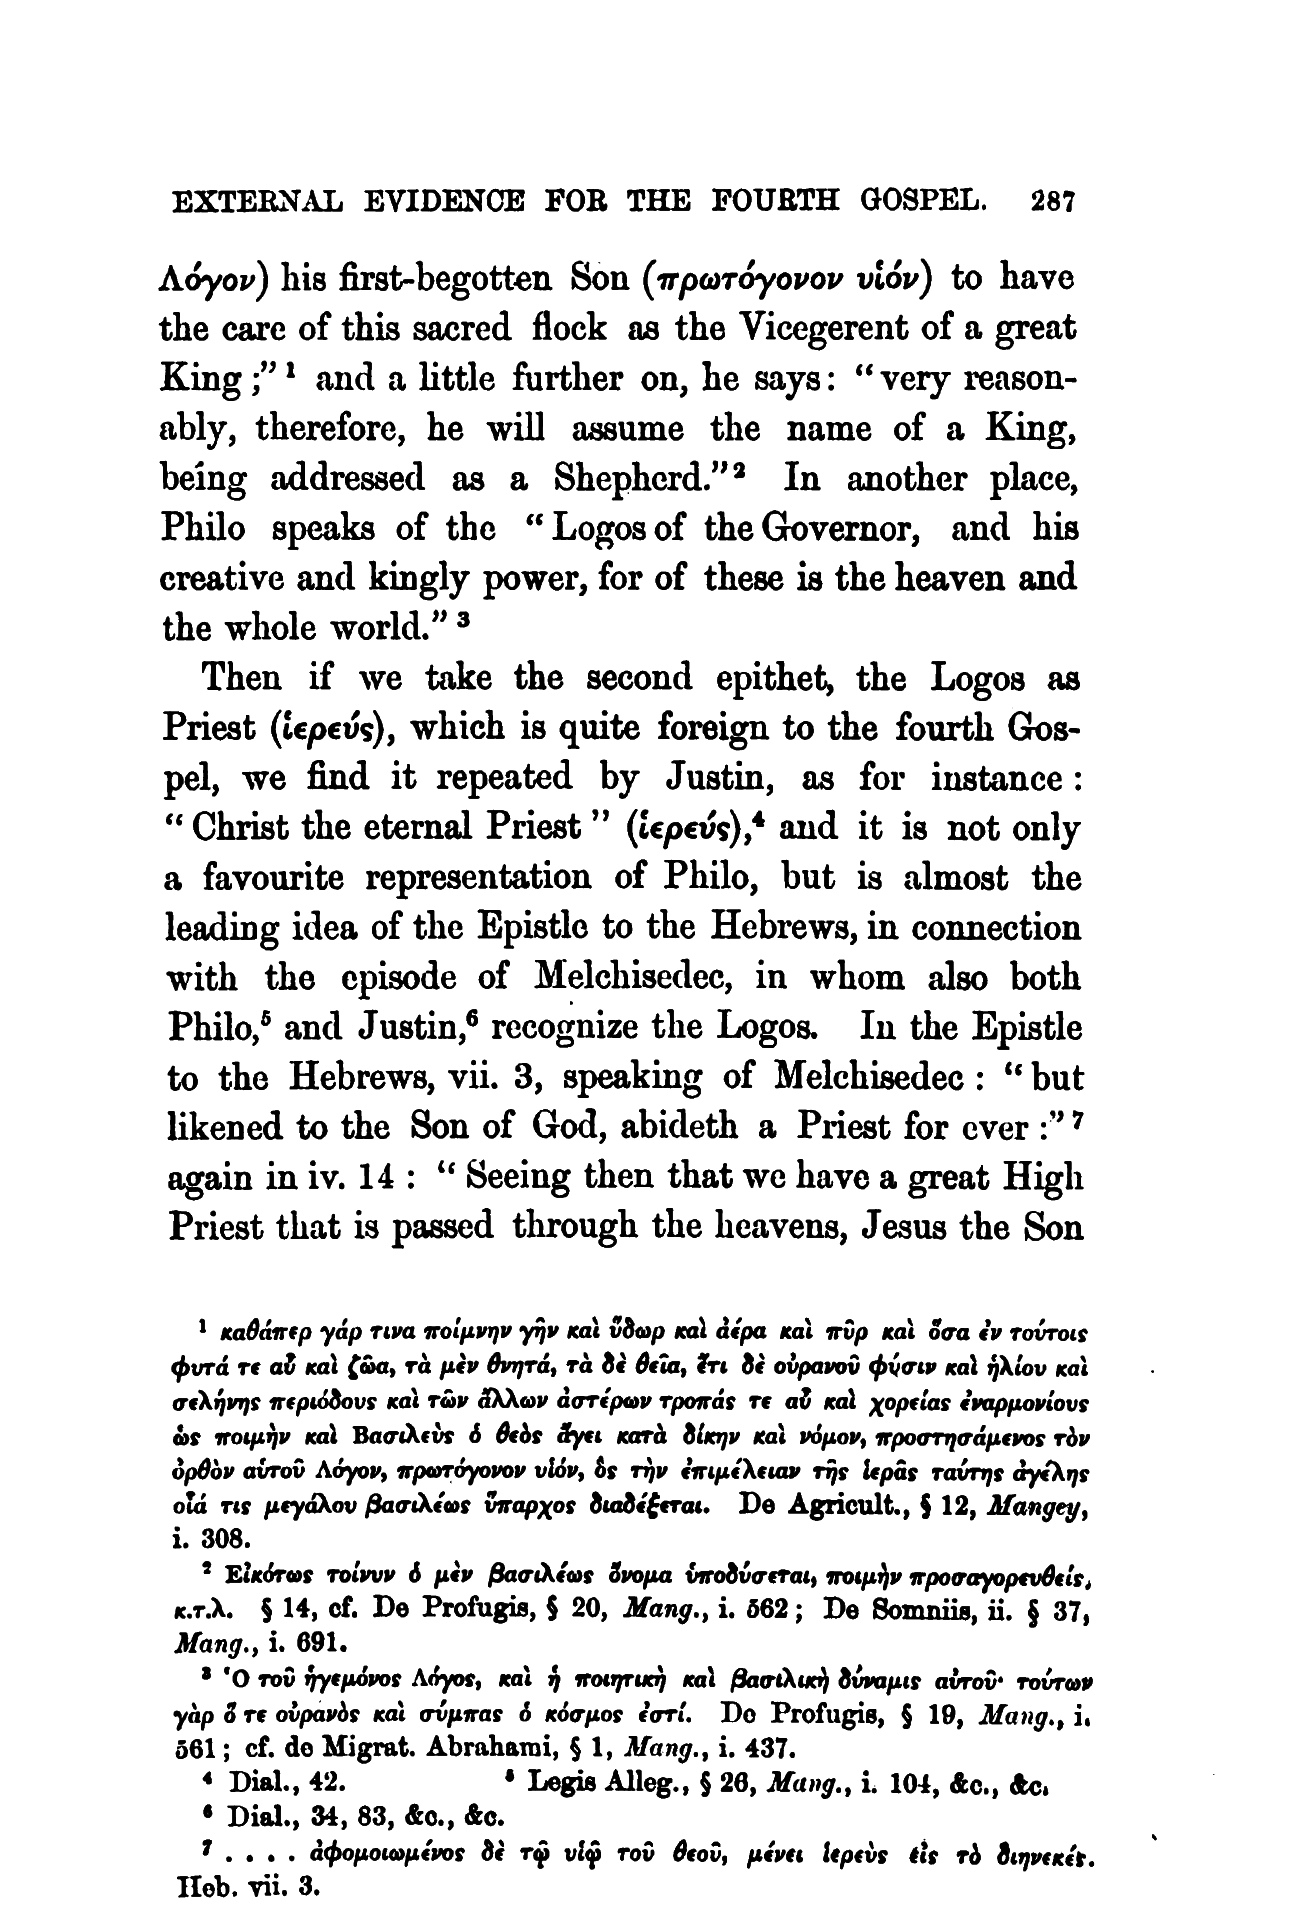 EXTERNAL EVIDENCE FOR THE FOURTH GOSPEL. 287
Λόγον) his first-begotten Son (πρωτόγονον υἱόν) to have
the care of this sacred flock as the Vicegerent of a great
King;” ¹ and a little further on, he says: “very reason-
ably, therefore, he will assume the name of a King,
being addressed as a Shepherd.” ² In another place,
Philo speaks of the “Logos of the Governor, and his
creative and kingly power, for of these is the heaven and
the whole world.” ³
Then if we take the second epithet, the Logos as
Priest (ἱερεύς), which is quite foreign to the fourth Gos-
pel, we find it repeated by Justin, as for instance:
“Christ the eternal Priest” (ἱερεύς),⁴ and it is not only
a favourite representation of Philo, but is almost the
leading idea of the Epistle to the Hebrews, in connection
with the episode of Melchisedec, in whom also both
Philo,⁵ and Justin,⁶ recognize the Logos. In the Epistle
to the Hebrews, vii. 3, speaking of Melchisedec: “but
likened to the Son of God, abideth a Priest for ever:” ⁷
again in iv. 14: “Seeing then that we have a great High
Priest that is passed through the heavens, Jesus the Son
¹ καθάπερ γάρ τινα ποίμνην γῆν καὶ ὕδωρ καὶ ἀέρα καὶ πῦρ καὶ ὅσα ἐν τούτοις
φυτά τε αὖ καὶ ζῶα, τὰ μὲν θνητά, τὰ δὲ θεῖα, ἔτι δὲ οὐρανοῦ φύσιν καὶ ἡλίου καὶ
σελήνης περιόδους καὶ τῶν ἄλλων ἀστέρων τροπάς τε αὖ καὶ χορείας ἐναρμονίους
ὡς ποιμὴν καὶ Βασιλεὺς ὁ θεὸς ἄγει κατὰ δίκην καὶ νόμον, προστησάμενος τὸν
ὀρθὸν αὑτοῦ Λόγον, πρωτόγονον υἱόν, ὃς τὴν ἐπιμέλειαν τῆς ἱερᾶς ταύτης ἀγέλης
οἷά τις μεγάλου βασιλέως ὕπαρχος διαδέξεται. De Agricult., § 12, Mangey,
i. 308.
² Εἰκότως τοίνυν ὁ μὲν βασιλέως ὄνομα ὑποδύσεται, ποιμὴν προσαγορευθείς,
κ.τ.λ. § 14, cf. De Profugis, § 20, Mang., i. 562; De Somniis, ii. § 37,
Mang., i. 691.
³ Ὁ τοῦ ἡγεμόνος Λόγος, καὶ ἡ ποιητικὴ καὶ βασιλικὴ δύναμις αὐτοῦ· τούτων
γὰρ ὅ τε οὐρανὸς καὶ σύμπας ὁ κόσμος ἐστί. De Profugis, § 19, Mang., i.
561; cf. de Migrat. Abrahami, § 1, Mang., i. 437.
⁴ Dial., 42. ⁵ Legis Alleg., § 26, Mang., i. 104, &c., &c.
⁶ Dial., 34, 83, &c., &c.
⁷ . . . . ἀφομοιωμένος δὲ τῷ υἱῷ τοῦ θεοῦ, μένει ἱερεὺς εἰς τὸ διηνεκές.
Heb. vii. 3.